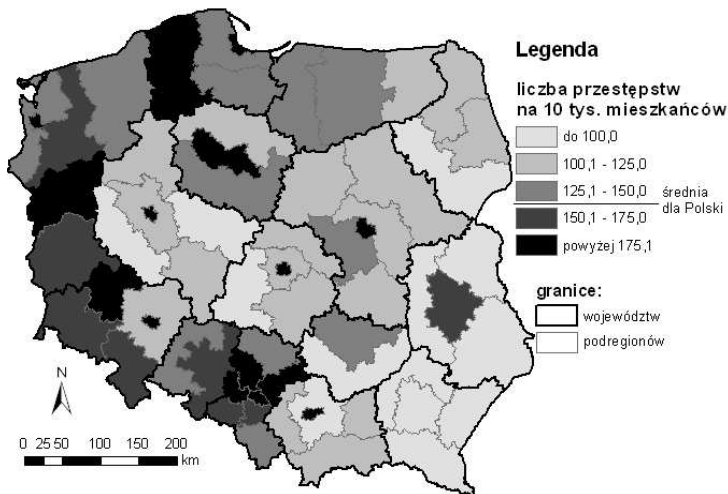 Legenda
liczba przestępstw
na 10 tys. mieszkańców
do 100,0
100,1 - 125,0
125,1 - 150,0
średnia
dla Polski
150,1 - 175,0
powyżej 175,1
granice:
województw
podregionów
N
0 25 50 100 150 200
km